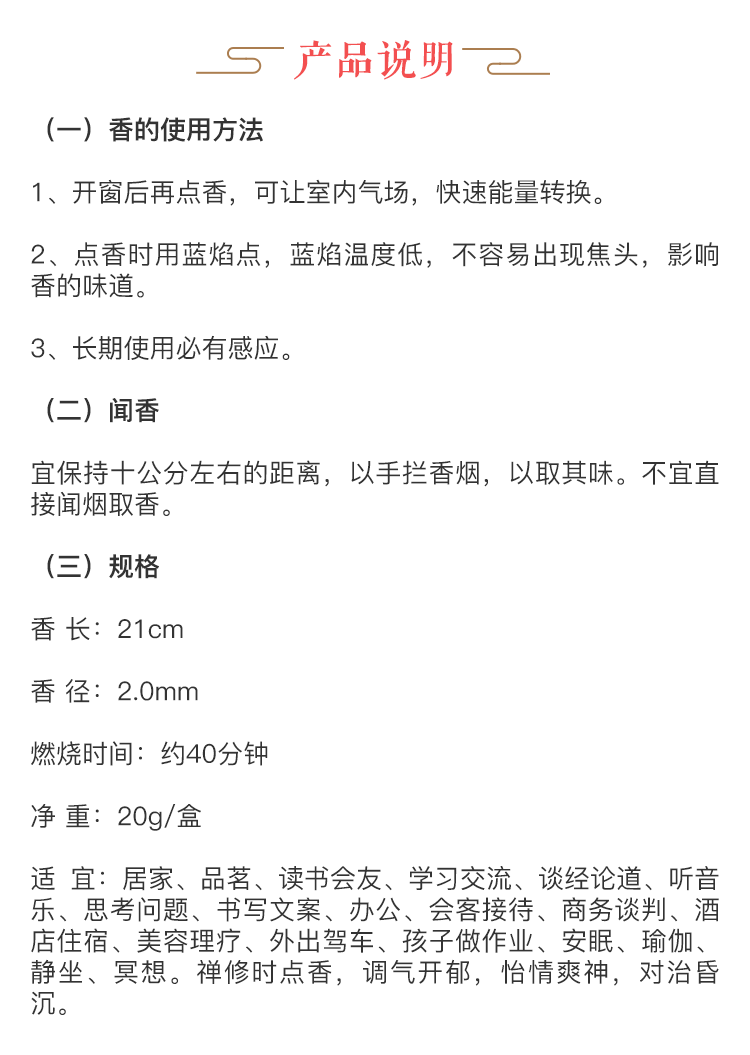 产品说明
（一）香的使用方法
1、开窗后再点香，可让室内气场，快速能量转换。
2、点香时用蓝焰点，蓝焰温度低，不容易出现焦头，影响
香的味道。
3、长期使用必有感应。
（二）闻香
宜保持十公分左右的距离，以手拦香烟，以取其味。不宜直
接闻烟取香。
（三）规格
香 长：21cm
香 径：2.0mm
燃烧时间：约40分钟
净 重：20g/盒
适 宜：居家、品茗、读书会友、学习交流、谈经论道、听音
乐、思考问题、书写文案、办公、会客接待、商务谈判、酒
店住宿、美容理疗、外出驾车、孩子做作业、安眠、瑜伽、
静坐、冥想。禅修时点香，调气开郁，怡情爽神，对治昏
沉。